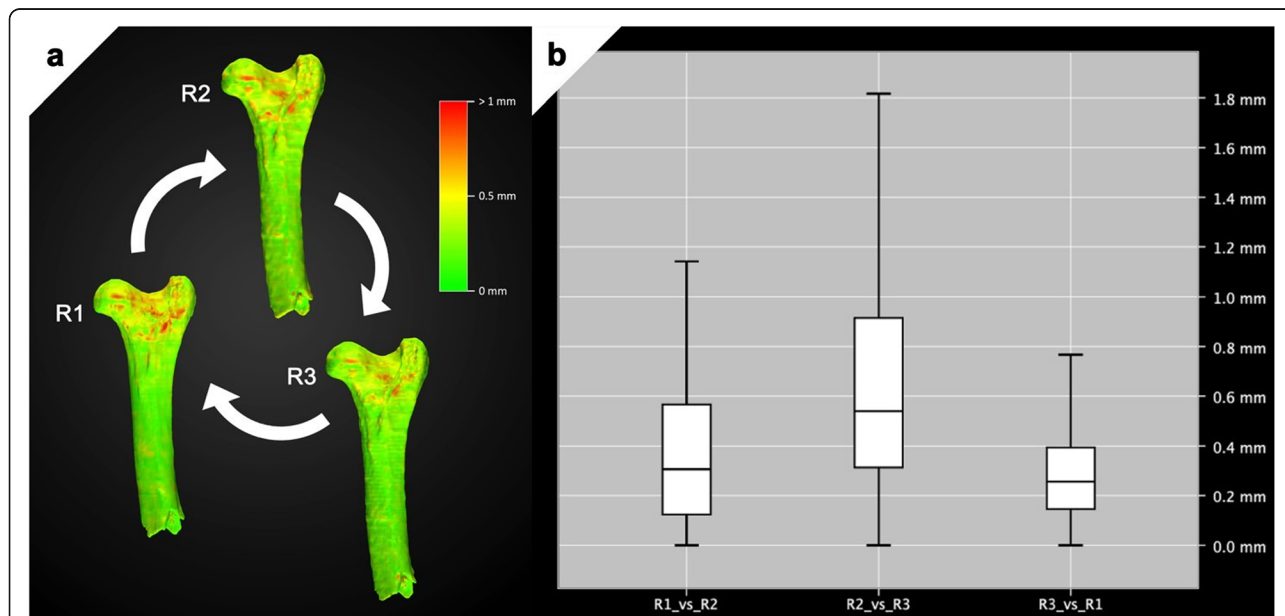 a
R2
R1
R3
> 1 mm
0.5 mm
0 mm
b
1.8 mm
1.6 mm
1.4 mm
1.2 mm
1.0 mm
0.8 mm
0.6 mm
0.4 mm
0.2 mm
0.0 mm
R1_vs_R2
R2_vs_R3
R3_vs_R1